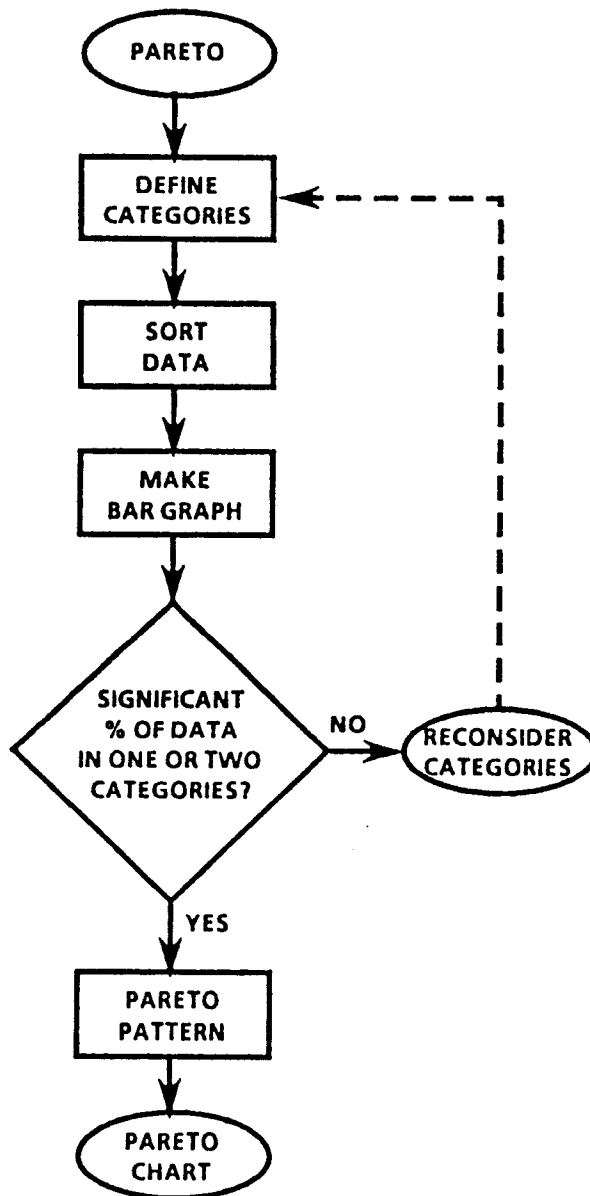 PARETO
DEFINE
CATEGORIES
SORT
DATA
MAKE
BAR GRAPH
SIGNIFICANT
% OF DATA
IN ONE OR TWO
CATEGORIES?
NO
RECONSIDER
CATEGORIES
YES
PARETO
PATTERN
PARETO
CHART